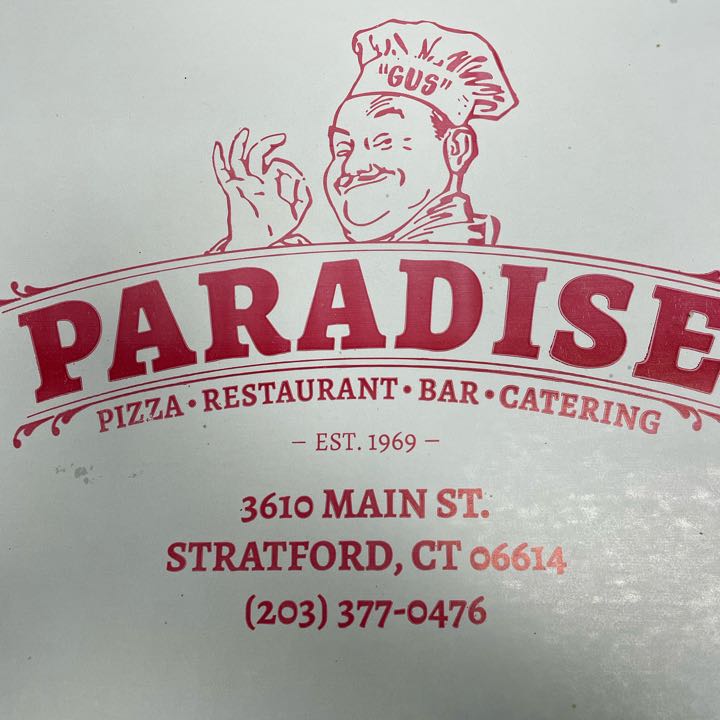 "GUS"
PARADISE
PIZZA • RESTAURANT • BAR • CATERING
– EST. 1969 –
3610 MAIN ST.
STRATFORD, CT 06614
(203) 377-0476